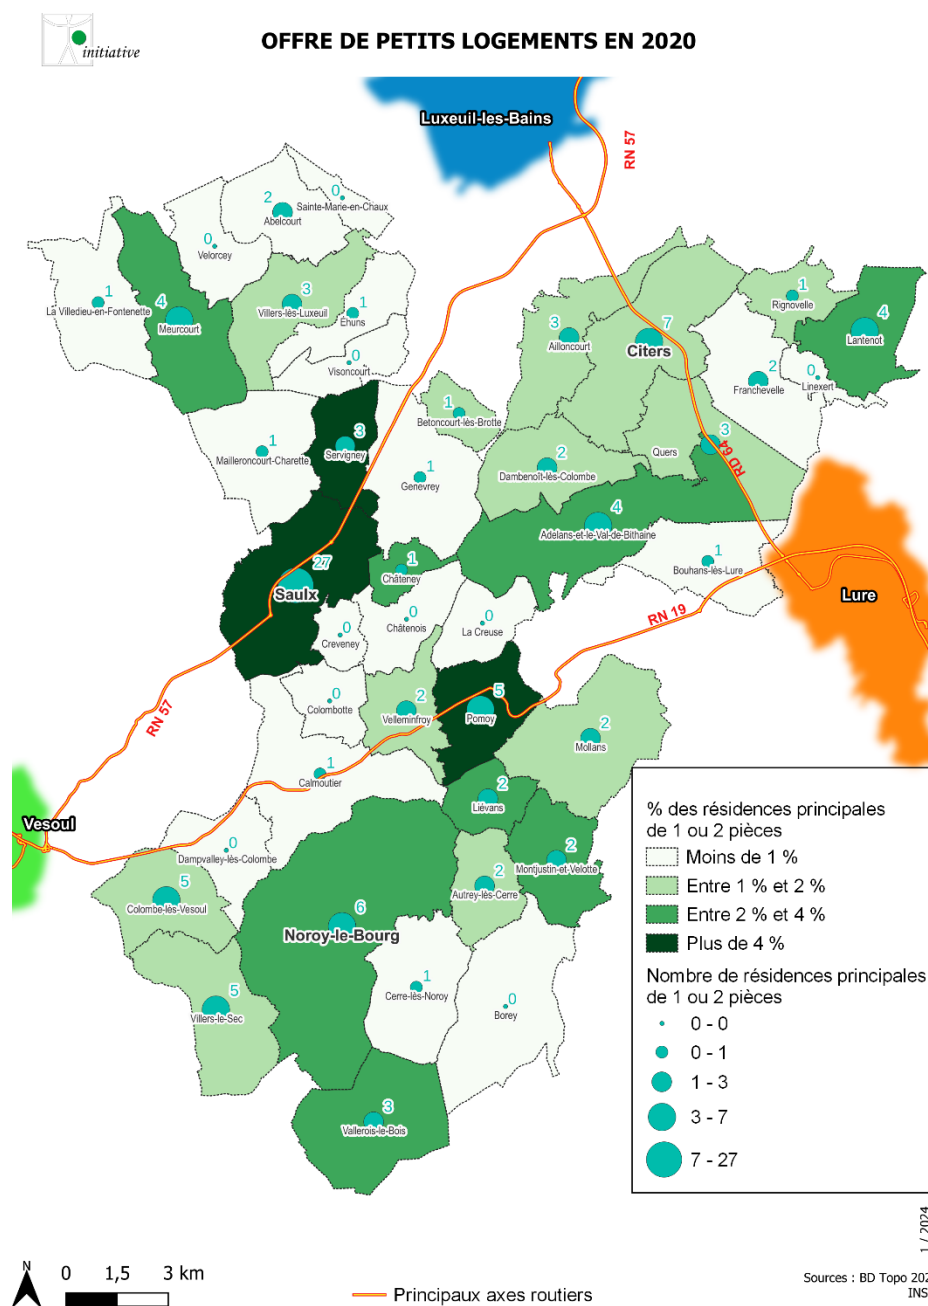 initiative
OFFRE DE PETITS LOGEMENTS EN 2020
Luxeuil-les-Bains
RN 57
0
Sainte-Marie-en-Chaux
2
Abelcourt
0
Velorcey
1
La Villedieu-en-Fontenette
4
Meurcourt
3
Villers-lès-Luxeuil
1
Éhuns
0
Visoncourt
3
Ailloncourt
7
Citers
1
Rignovelle
4
Lantenot
2
Franchevelle
0
Linexert
1
Betoncourt-lès-Brotte
3
Servigney
1
Mailleroncourt-Charette
1
Genevrey
2
Dambenoît-lès-Colombe
3
Quers
RD 64
4
Adelans-et-le Val-de-Bithaine
1
Bouhans-lès-Lure
Lure
27
Saulx
1
Châteney
0
Châtenois
0
La Creuse
0
Creveney
RN 19
RN 57
0
Colombotte
2
Velleminfroy
5
Pomoy
2
Mollans
1
Calmoutier
2
Liévans
Vesoul
0
Dampvalley-lès-Colombe
2
Montjustin-et-Velotte
2
Autrey-lès-Cerre
5
Colombe-lès-Vesoul
6
Noroy-le-Bourg
1
Cerre-lès-Noroy
0
Borey
5
Villers-le-Sec
3
Vallerois-le-Bois
% des résidences principales
de 1 ou 2 pièces
Moins de 1 %
Entre 1 % et 2 %
Entre 2 % et 4 %
Plus de 4 %
Nombre de résidences principales
de 1 ou 2 pièces
0 - 0
0 - 1
1 - 3
3 - 7
7 - 27
1 / 2024
N
0 1,5 3 km
Principaux axes routiers
Sources : BD Topo 202
INS